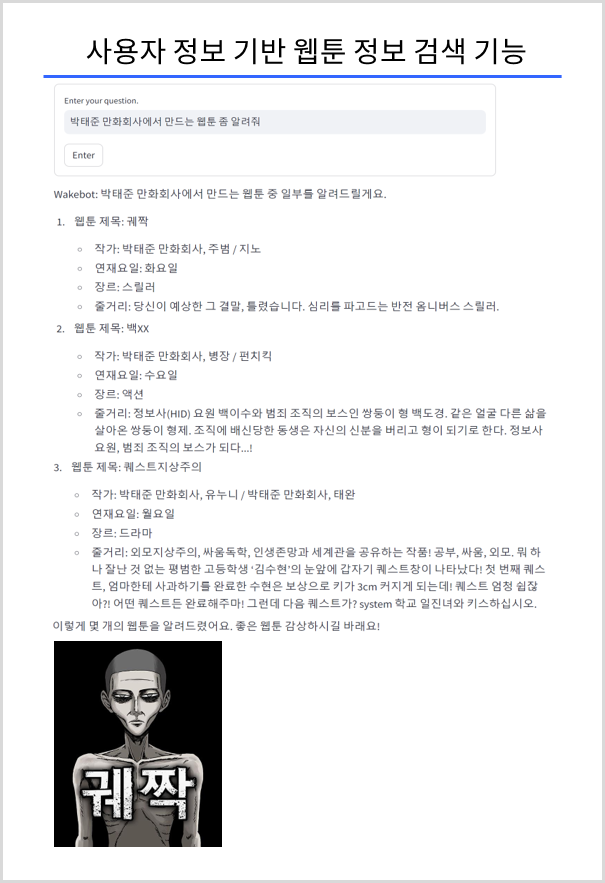 사용자 정보 기반 웹툰 정보 검색 기능
Enter your question.
박태준 만화회사에서 만드는 웹툰 좀 알려줘
Enter
Wakebot: 박태준 만화회사에서 만드는 웹툰 중 일부를 알려드릴게요.
1. 웹툰 제목: 궤짝
○ 작가: 박태준 만화회사, 주범 / 지노
○ 연재요일: 화요일
○ 장르: 스릴러
○ 줄거리: 당신이 예상한 그 결말, 틀렸습니다. 심리를 파고드는 반전 옴니버스 스릴러.
2. 웹툰 제목: 백XX
○ 작가: 박태준 만화회사, 병장 / 펀치킥
○ 연재요일: 수요일
○ 장르: 액션
○ 줄거리: 정보사(HID) 요원 백이수와 범죄 조직의 보스인 쌍둥이 형 백도경. 같은 얼굴 다른 삶을
살아온 쌍둥이 형제. 조직에 배신당한 동생은 자신의 신분을 버리고 형이 되기로 한다. 정보사
요원, 범죄 조직의 보스가 되다...!
3. 웹툰 제목: 퀘스트지상주의
○ 작가: 박태준 만화회사, 유누니 / 박태준 만화회사, 태완
○ 연재요일: 월요일
○ 장르: 드라마
○ 줄거리: 외모지상주의, 싸움독학, 인생존망과 세계관을 공유하는 작품! 공부, 싸움, 외모. 뭐 하
나 잘난 것 없는 평범한 고등학생 ‘김수현’의 눈앞에 갑자기 퀘스트창이 나타났다! 첫 번째 퀘스
트, 엄마한테 사과하기를 완료한 수현은 보상으로 키가 3cm 커지게 되는데! 퀘스트 엄청 쉽잖
아?! 어떤 퀘스트든 완료해주마! 그런데 다음 퀘스트가? system 학교 일진녀와 키스하십시오.
이렇게 몇 개의 웹툰을 알려드렸어요. 좋은 웹툰 감상하시길 바래요!
궤짝